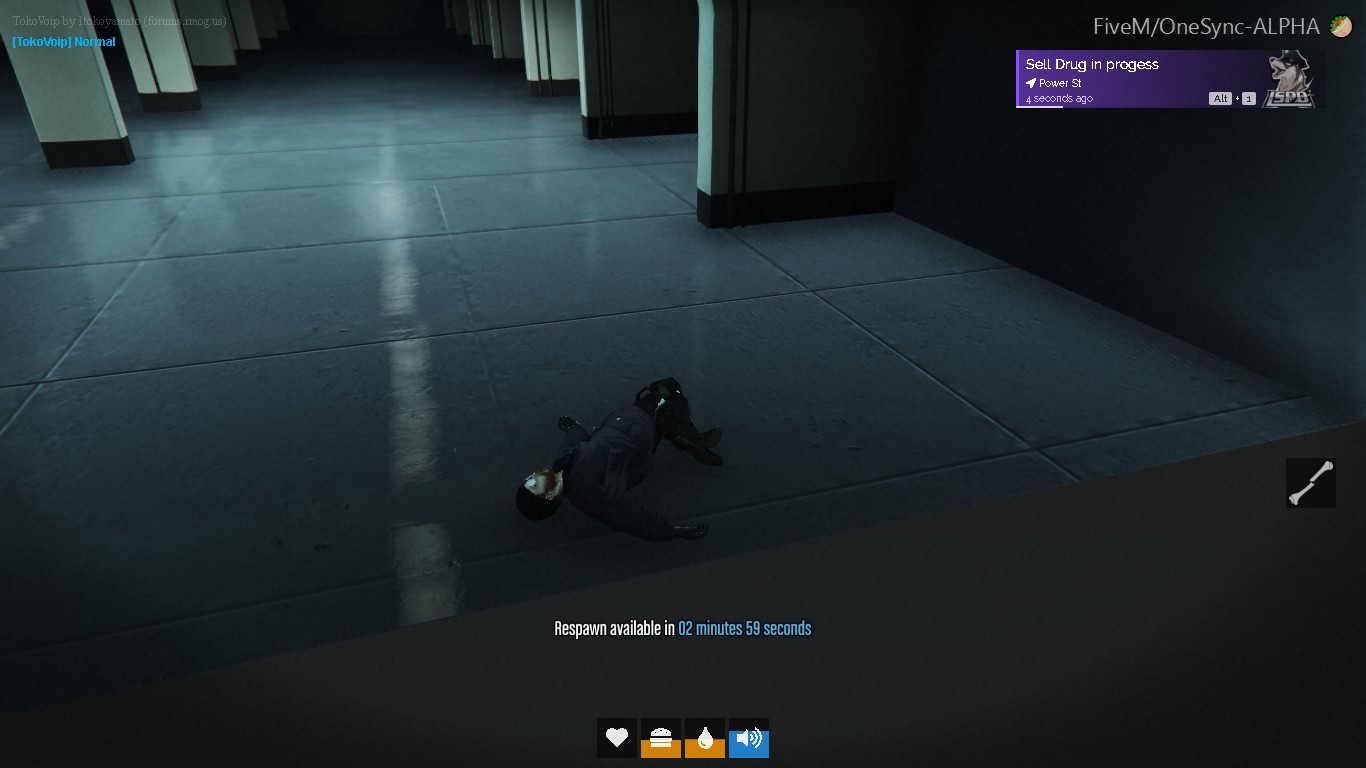 TokoVoip by Itokoyamato (forums.rmog.us)
[TokoVoip] Normal
FiveM/OneSync-ALPHA
Sell Drug in progess
Power St
4 seconds ago
Alt + 1
LSPD
Respawn available in 02 minutes 59 seconds